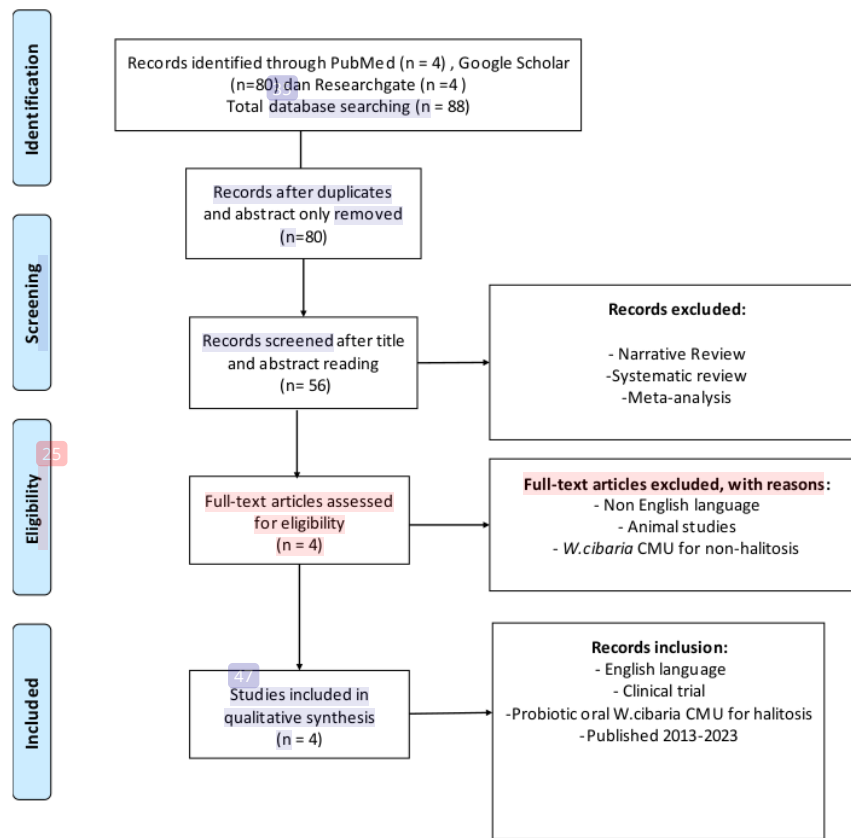 Identification
Records identified through PubMed (n = 4) , Google Scholar
(n=80) dan Researchgate (n =4 )
Total database searching (n = 88)
Records after duplicates
and abstract only removed
(n=80)
Screening
Records screened after title
and abstract reading
(n= 56)
Records excluded:
- Narrative Review
-Systematic review
-Meta-analysis
25
Eligibility
Full-text articles assessed
for eligibility
(n = 4)
Full-text articles excluded, with reasons:
- Non English language
- Animal studies
- W.cibaria CMU for non-halitosis
Included
47
Studies included in
qualitative synthesis
(n = 4)
Records inclusion:
- English language
- Clinical trial
-Probiotic oral W.cibaria CMU for halitosis
-Published 2013-2023